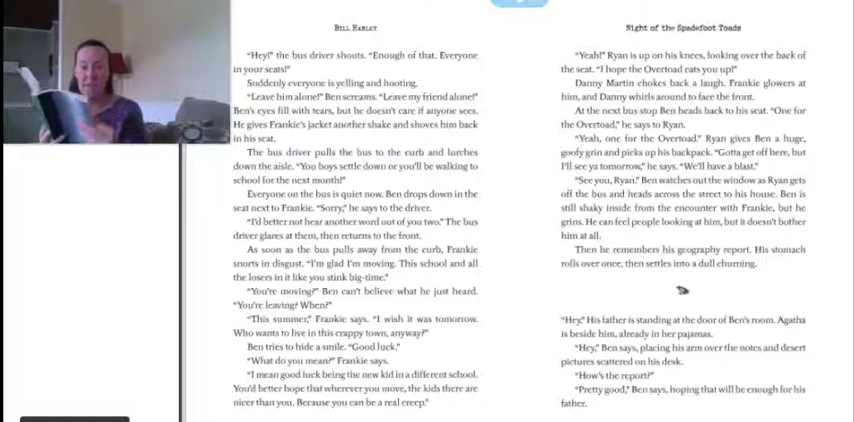 BILL HARLEY
"Hey!" the bus driver shouts. "Enough of that. Everyone
in your seats!"
Suddenly everyone is yelling and hooting.
"Leave him alone!" Ben screams. "Leave my friend alone!"
Ben's eyes fill with tears, but he doesn't care if anyone sees.
He gives Frankie's jacket another shake and shoves him back
in his seat.
The bus driver pulls the bus to the curb and lurches
down the aisle. "You boys settle down or you'll be walking to
school for the next month!"
Everyone on the bus is quiet now. Ben drops down in the
seat next to Frankie. "Sorry," he says to the driver.
"I'd better not hear another word out of you two." The bus
driver glares at them, then returns to the front.
As soon as the bus pulls away from the curb, Frankie
snorts in disgust. "I'm glad I'm moving. This school and all
the losers in it like you stink big-time."
"You're moving?" Ben can't believe what he just heard.
"You're leaving? When?"
"This summer," Frankie says. "I wish it was tomorrow.
Who wants to live in this crappy town, anyway?"
Ben tries to hide a smile. "Good luck."
"What do you mean?" Frankie says.
"I mean good luck being the new kid in a different school.
You'd better hope that wherever you move, the kids there are
nicer than you. Because you can be a real creep."
Night of the Spadefoot Toads
"Yeah!" Ryan is up on his knees, looking over the back of
the seat. "I hope the Overtoad eats you up!"
Danny Martin chokes back a laugh. Frankie glowers at
him, and Danny whirls around to face the front.
At the next bus stop Ben heads back to his seat. "One for
the Overtoad," he says to Ryan.
"Yeah, one for the Overtoad." Ryan gives Ben a huge,
goofy grin and picks up his backpack. "Gotta get off here, but
I'll see ya tomorrow," he says. "We'll have a blast."
"See you, Ryan." Ben watches out the window as Ryan gets
off the bus and heads across the street to his house. Ben is
still shaky inside from the encounter with Frankie, but he
grins. He can feel people looking at him, but it doesn't bother
him at all.
Then he remembers his geography report. His stomach
rolls over once, then settles into a dull churning.
"Hey," His father is standing at the door of Ben's room. Agatha
is beside him, already in her pajamas.
"Hey," Ben says, placing his arm over the notes and desert
pictures scattered on his desk.
"How's the report?"
"Pretty good," Ben says, hoping that will be enough for his
father.